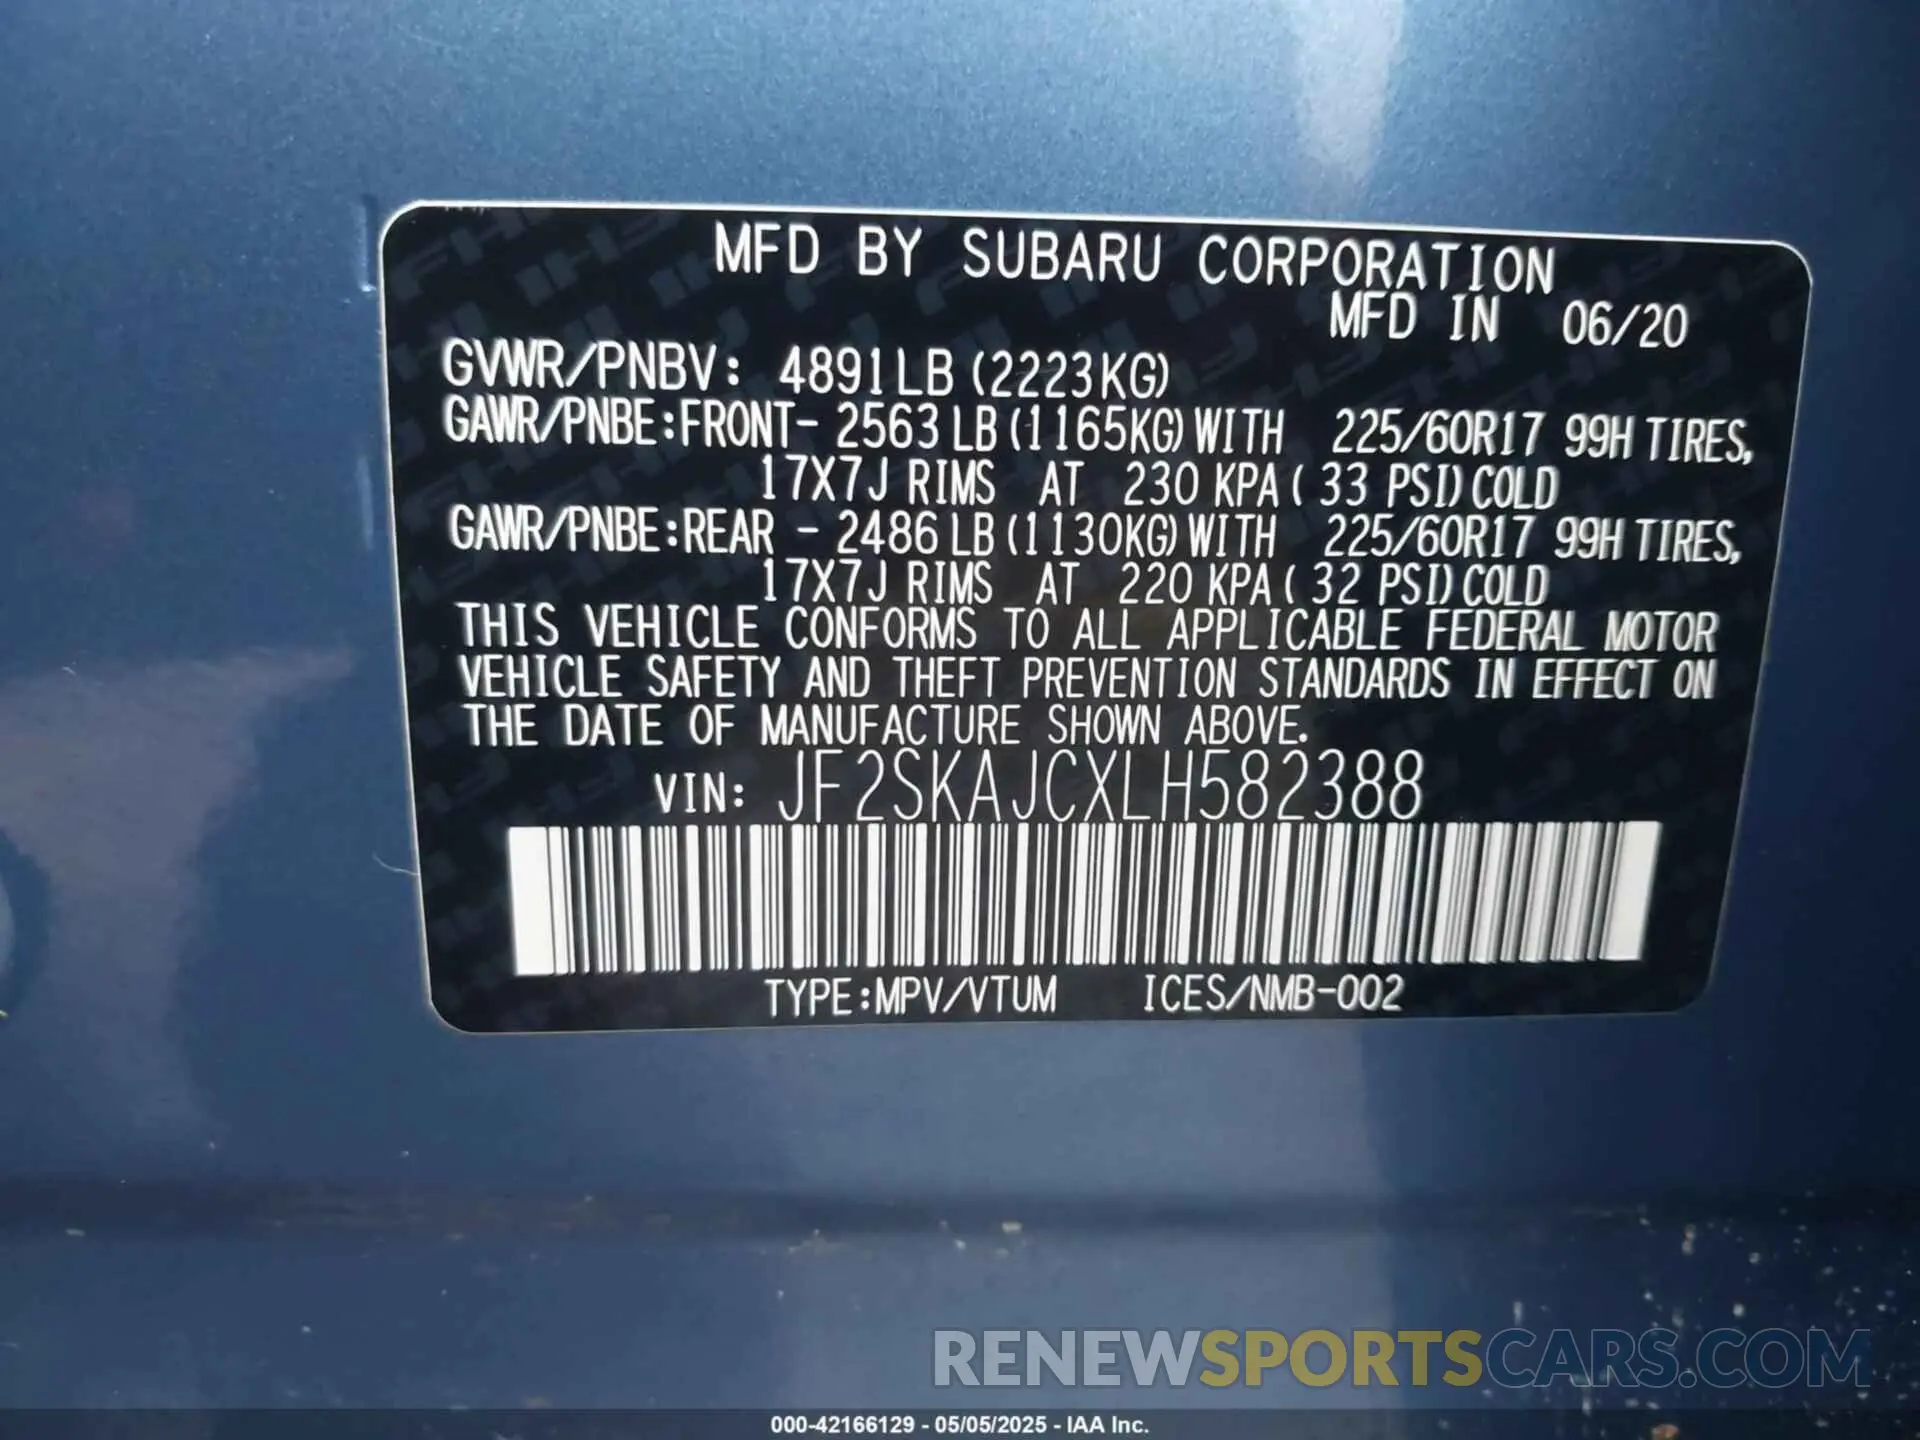 MFD BY SUBARU CORPORATION
MFD IN 06/20
GVWR/PNBV: 4891LB (2223KG)
GAWR/PNBE:FRONT- 2563 LB (1165KG) WITH 225/60R17 99H TIRES,
17X7J RIMS AT 230 KPA ( 33 PSI) COLD
GAWR/PNBE:REAR - 2486 LB (1130KG) WITH 225/60R17 99H TIRES,
17X7J RIMS AT 220 KPA ( 32 PSI) COLD
THIS VEHICLE CONFORMS TO ALL APPLICABLE FEDERAL MOTOR
VEHICLE SAFETY AND THEFT PREVENTION STANDARDS IN EFFECT ON
THE DATE OF MANUFACTURE SHOWN ABOVE.
VIN: JF2SKAJCXLH582388
TYPE:MPV/VTUM ICES/NMB-002
RENEWSPORTSCARS.COM
000-42166129 - 05/05/2025 - IAA Inc.